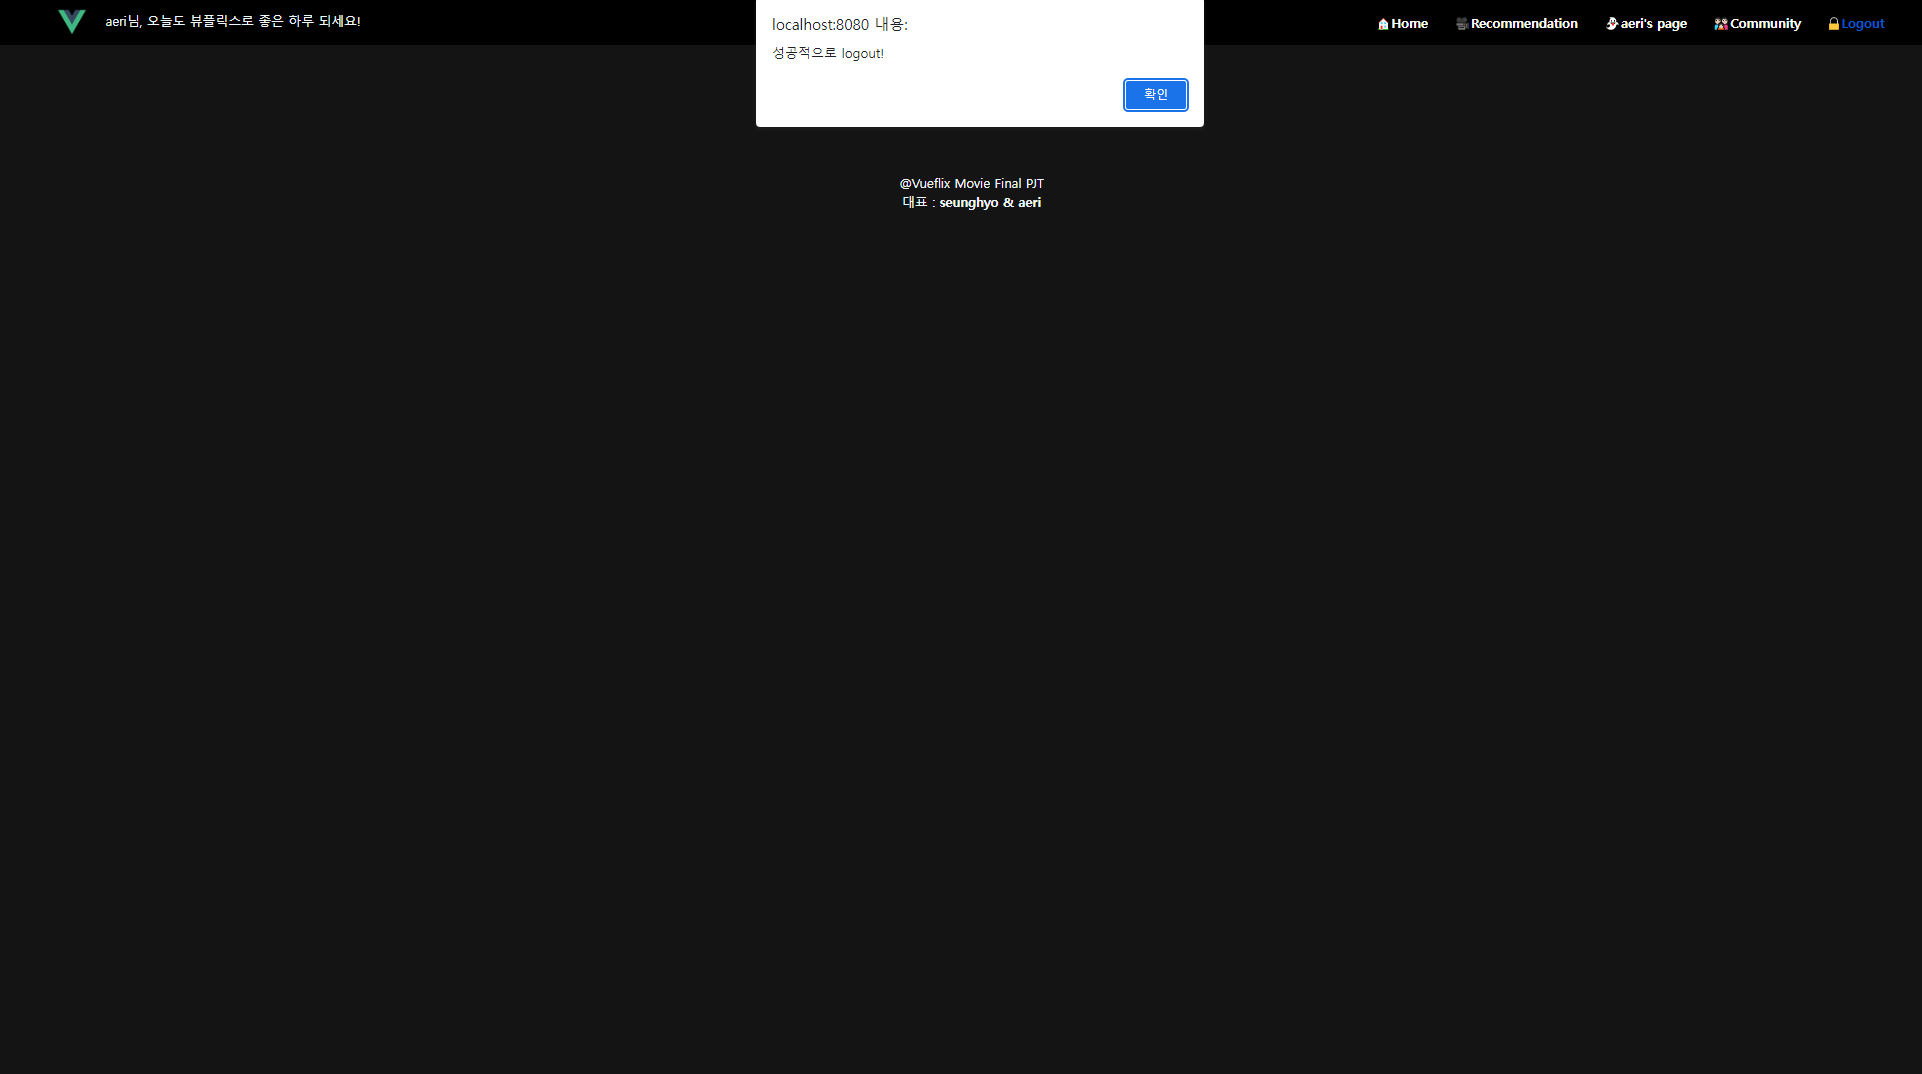 aeri님, 오늘도 뷰플릭스로 좋은 하루 되세요!
localhost:8080 내용:
성공적으로 logout!
확인
Home
Recommendation
aeri's page
Community
Logout
@Vueflix Movie Final PJT
대표 : seunghyo & aeri